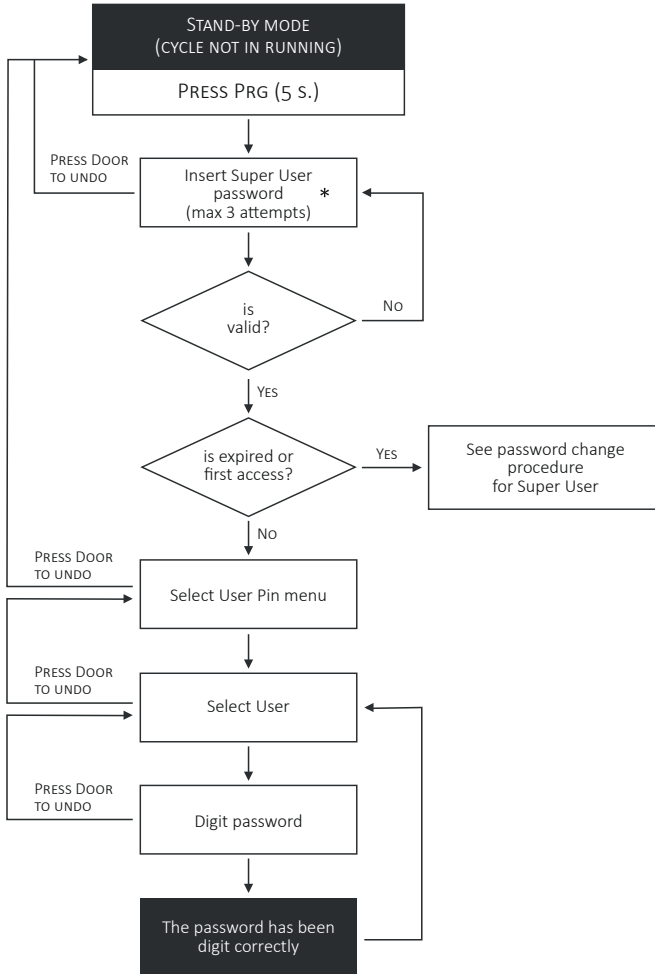 STAND-BY MODE
(CYCLE NOT IN RUNNING)
PRESS PRG (5 S.)
PRESS DOOR
TO UNDO
Insert Super User
password *
(max 3 attempts)
is
valid?
NO
YES
is expired or
first access?
YES
See password change
procedure
for Super User
NO
PRESS DOOR
TO UNDO
Select User Pin menu
PRESS DOOR
TO UNDO
Select User
PRESS DOOR
TO UNDO
Digit password
The password has been
digit correctly